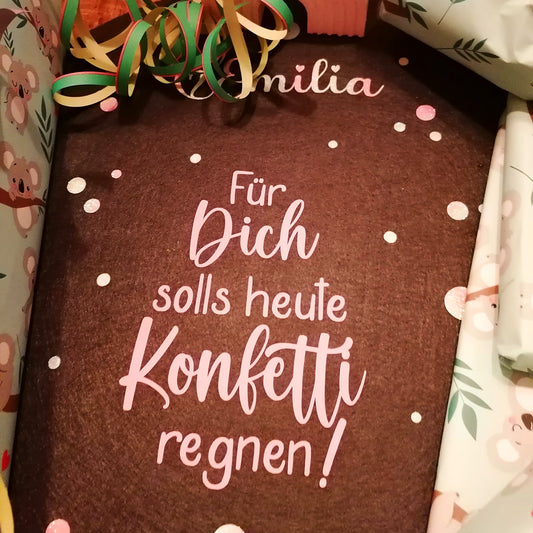 Emilia
Für
Dich
solls heute
Konfetti
regnen!